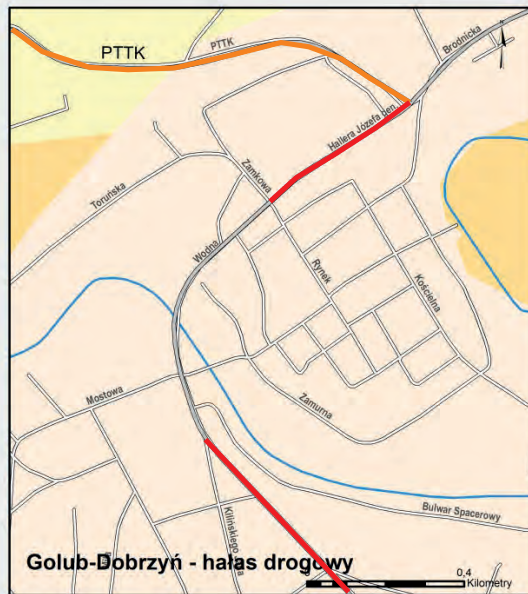 PTTK
PTTK
Brodnicka
Hallera Józefa gen.
Zamkowa
Toruńska
Wodna
Rynek
Kościelna
Mostowa
Zamurna
Bulwar Spacerowy
Kilińskiego
Golub-Dobrzyń - hałas drogowy
0,4
Kilometry